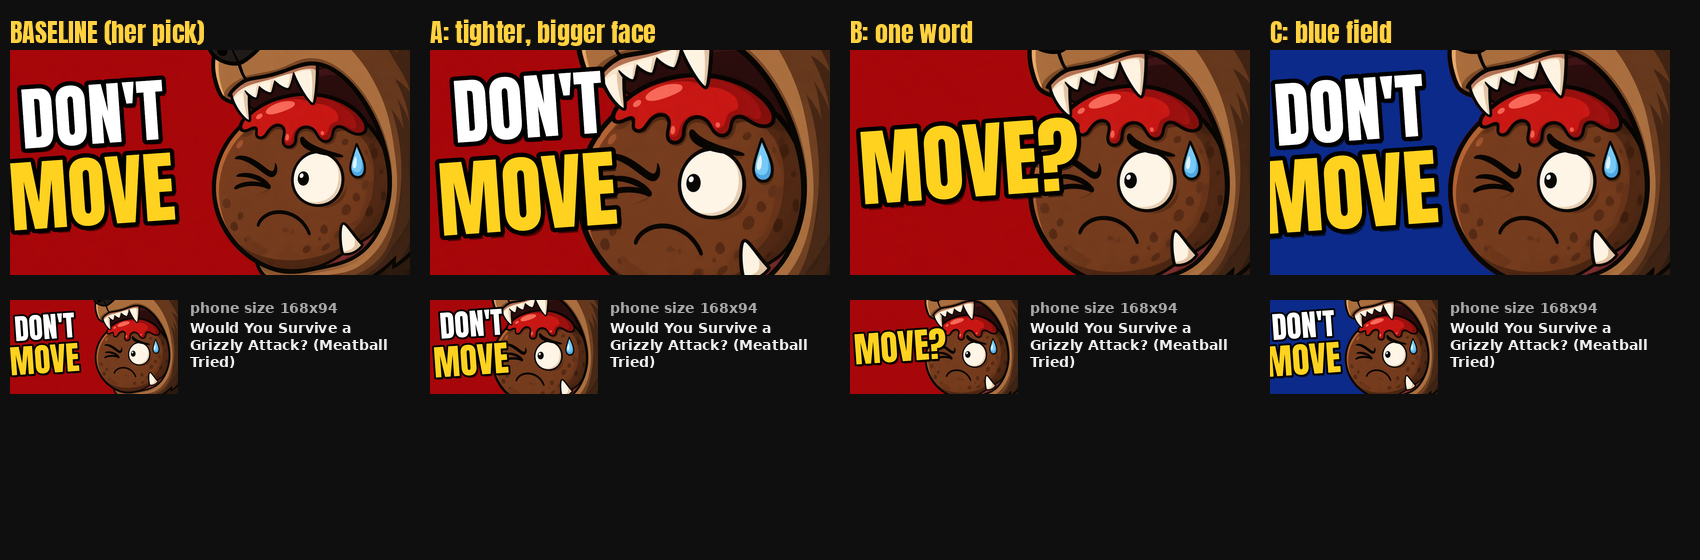 BASELINE (her pick)
DON'T
MOVE
phone size 168x94
DON'T
MOVE
Would You Survive a
Grizzly Attack? (Meatball
Tried)
A: tighter, bigger face
DON'T
MOVE
phone size 168x94
DON'T
MOVE
Would You Survive a
Grizzly Attack? (Meatball
Tried)
B: one word
MOVE?
phone size 168x94
MOVE?
Would You Survive a
Grizzly Attack? (Meatball
Tried)
C: blue field
DON'T
MOVE
phone size 168x94
DON'T
MOVE
Would You Survive a
Grizzly Attack? (Meatball
Tried)